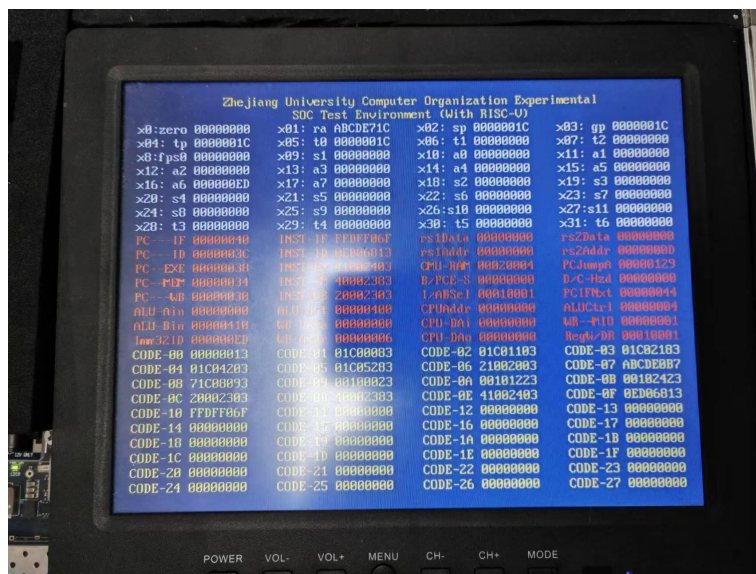 Zhejiang University Computer Organization Experimental
SOC Test Environment (With RISC-V)
x0:zero 00000000 x01: ra ABCDE71C x02: sp 0000001C x03: gp 0000001C
x04: tp 0000001C x05: t0 0000001C x06: t1 00000000 x07: t2 00000000
x8:fps0 00000000 x09: s1 00000000 x10: a0 00000000 x11: a1 00000000
x12: a2 00000000 x13: a3 00000000 x14: a4 00000000 x15: a5 00000000
x16: a6 000000ED x17: a7 00000000 x18: s2 00000000 x19: s3 00000000
x20: s4 00000000 x21: s5 00000000 x22: s6 00000000 x23: s7 00000000
x24: s8 00000000 x25: s9 00000000 x26:s10 00000000 x27:s11 00000000
x28: t3 00000000 x29: t4 00000000 x30: t5 00000000 x31: t6 00000000
PC---IF 00000040 INST-IF FFDFF06F rs1Data 00000000 rs2Data 00000000
PC---ID 0000003C INST-ID 0ED06813 rs1Addr 00000000 rs2Addr 0000000D
PC--EXE 00000038 41002403 CMU-RAM 00020004 PCJumpA 00000129
PC--MEM 00000034 40002383 B/PCE-S 00000000 D/C-Hzd 00000000
PC---WB 00000030 20002303 I/ABSel 00010001 PCIFNxt 00000044
ALU-Ain 00000000 00000400 CPUAddr 00000000 ALUCtrl 00000004
ALU-Bin 00000410 00000000 CPU-DAi 00000000 WR--MIO 00000001
Imm32ID 000000ED 00000006 CPU-DAo 00000000 RegW/DR 00010001
CODE-00 00000013 CODE-01 01C00083 CODE-02 01C01103 CODE-03 01C02183
CODE-04 01C04203 CODE-05 01C05283 CODE-06 21002003 CODE-07 ABCDE0B7
CODE-08 71C08093 CODE-09 00100023 CODE-0A 00101223 CODE-0B 00102423
CODE-0C 20002303 40002383 CODE-0E 41002403 CODE-0F 0ED06813
CODE-10 FFDFF06F CODE-11 00000000 CODE-12 00000000 CODE-13 00000000
CODE-14 00000000 CODE-15 00000000 CODE-16 00000000 CODE-17 00000000
CODE-18 00000000 CODE-19 00000000 CODE-1A 00000000 CODE-1B 00000000
CODE-1C 00000000 CODE-1D 00000000 CODE-1E 00000000 CODE-1F 00000000
CODE-20 00000000 CODE-21 00000000 CODE-22 00000000 CODE-23 00000000
CODE-24 00000000 CODE-25 00000000 CODE-26 00000000 CODE-27 00000000
POWER VOL- VOL+ MENU CH- CH+ MODE